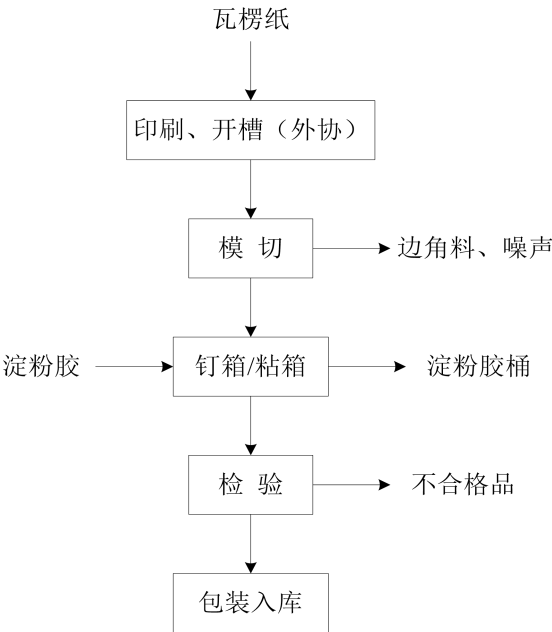 瓦楞纸
印刷、开槽（外协）
模 切
边角料、噪声
淀粉胶
钉箱/粘箱
淀粉胶桶
检 验
不合格品
包装入库